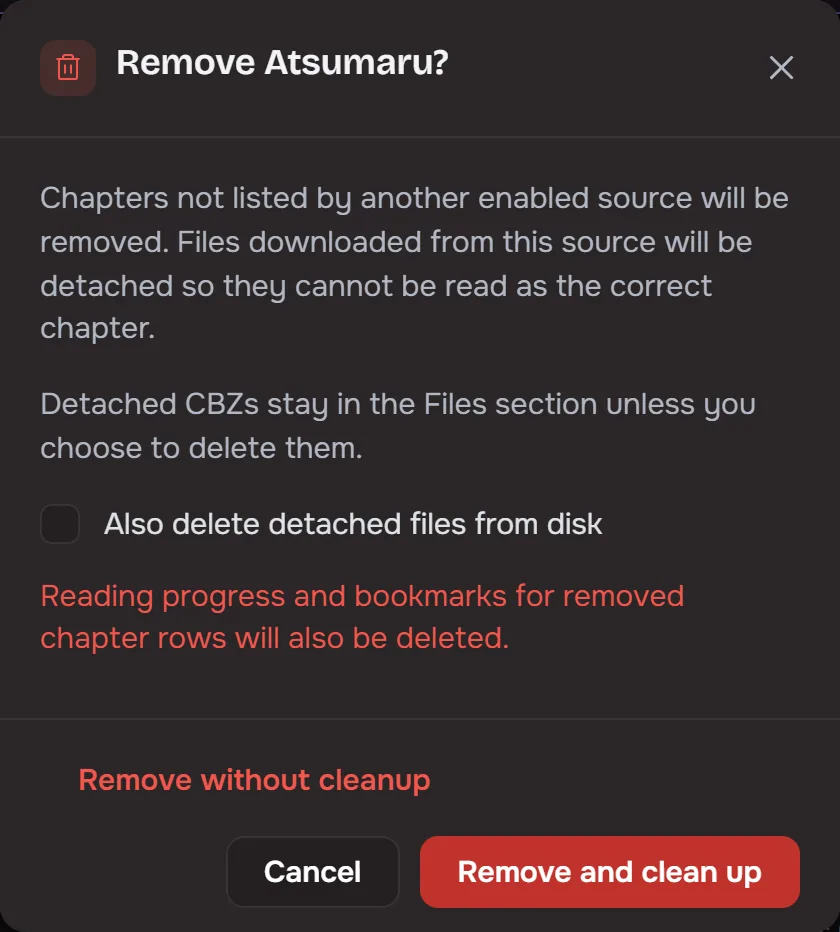 Remove Atsumaru?
Chapters not listed by another enabled source will be
removed. Files downloaded from this source will be
detached so they cannot be read as the correct
chapter.
Detached CBZs stay in the Files section unless you
choose to delete them.
Also delete detached files from disk
Reading progress and bookmarks for removed
chapter rows will also be deleted.
Remove without cleanup
Cancel
Remove and clean up